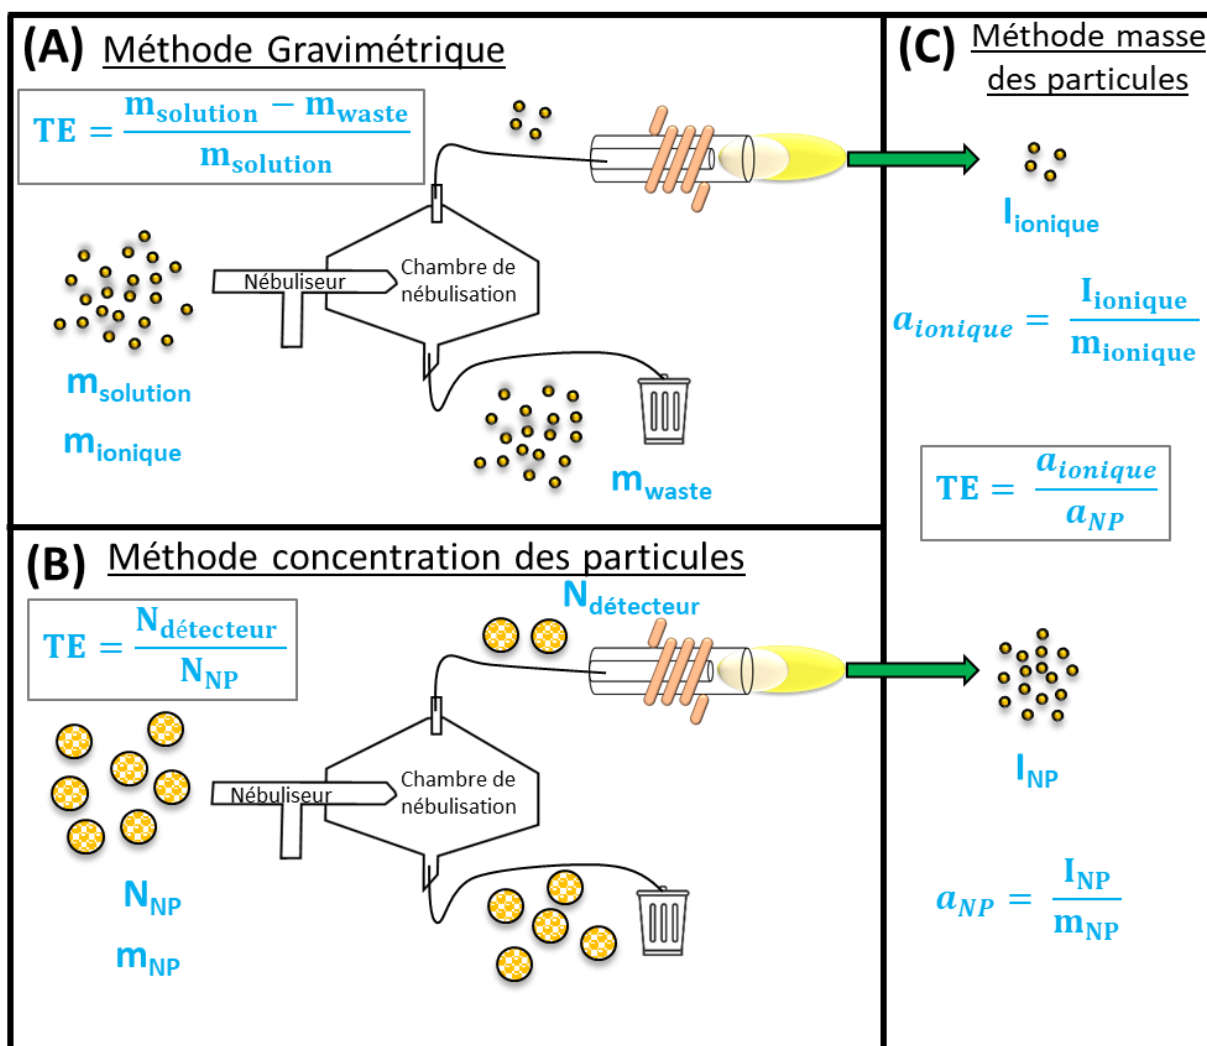 (A) Méthode Gravimétrique
TE = (m_solution − m_waste) / m_solution
Nébuliseur
Chambre de
nébulisation
m_solution
m_ionique
m_waste
(B) Méthode concentration des particules
TE = N_détecteur / N_NP
N_détecteur
Nébuliseur
Chambre de
nébulisation
N_NP
m_NP
(C) Méthode masse
des particules
I_ionique
a_ionique = I_ionique / m_ionique
TE = a_ionique / a_NP
I_NP
a_NP = I_NP / m_NP